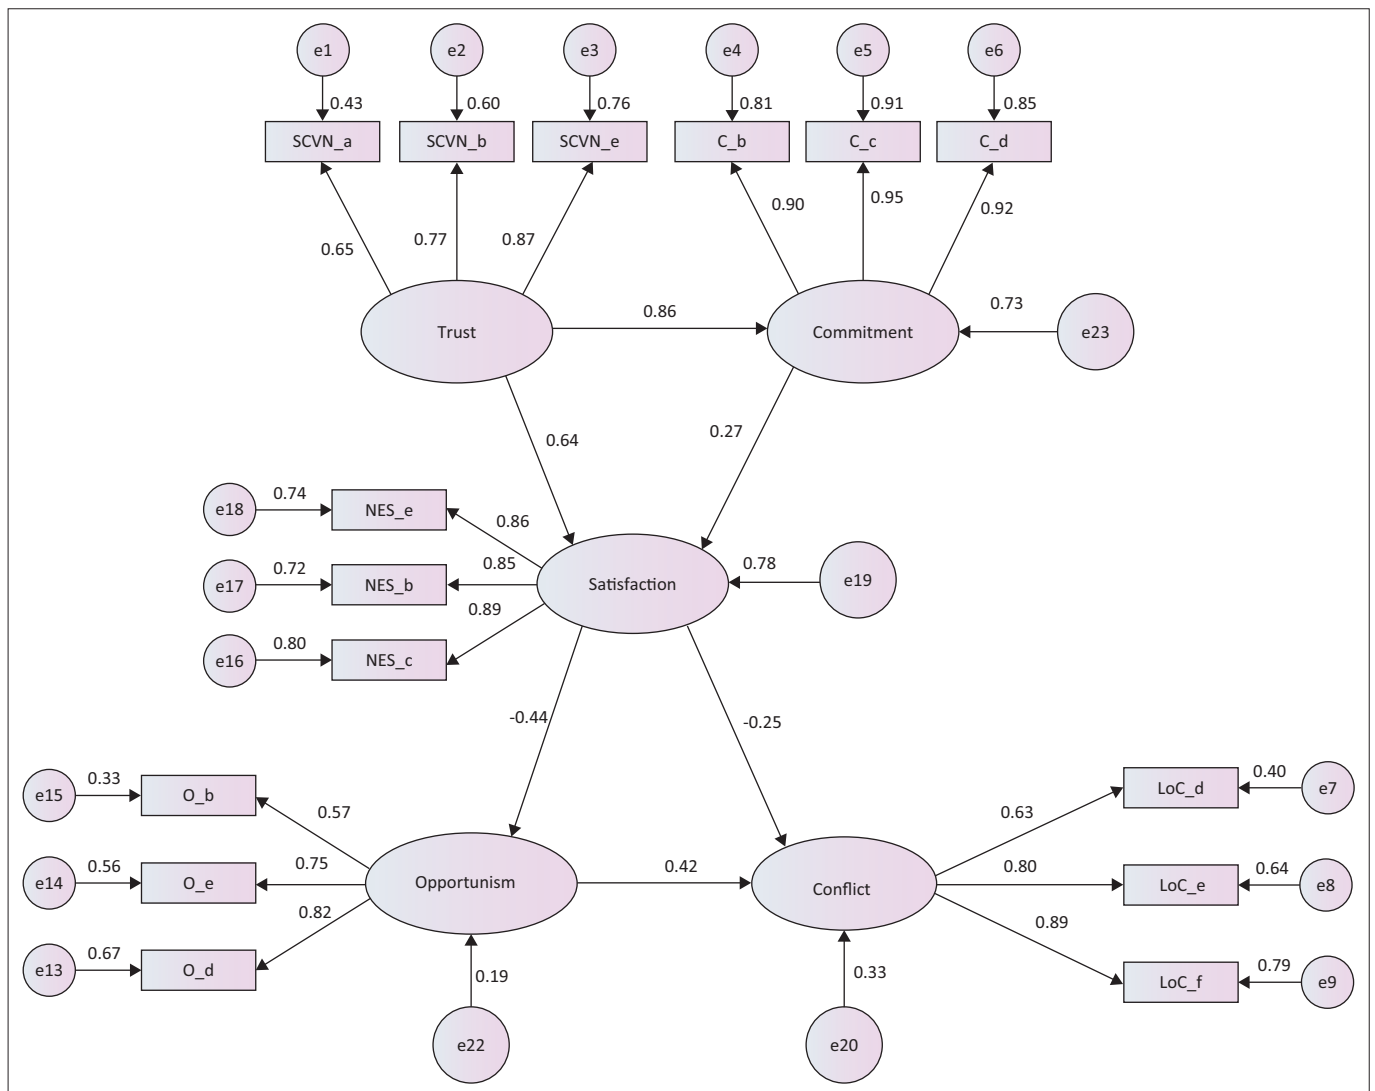 e1 e2 e3 e4 e5 e6
0.43 0.60 0.76 0.81 0.91 0.85
SCVN_a SCVN_b SCVN_e C_b C_c C_d
0.65 0.77 0.87 0.90 0.95 0.92
Trust 0.86 Commitment 0.73 e23
0.64 0.27
e18 0.74 NES_e 0.86
e17 0.72 NES_b 0.85 Satisfaction 0.78 e19
e16 0.80 NES_c 0.89
-0.44 -0.25
e15 0.33 O_b 0.57 0.63 LoC_d 0.40 e7
e14 0.56 O_e 0.75 Opportunism 0.42 Conflict 0.80 LoC_e 0.64 e8
e13 0.67 O_d 0.82 0.89 LoC_f 0.79 e9
0.19 0.33
e22 e20